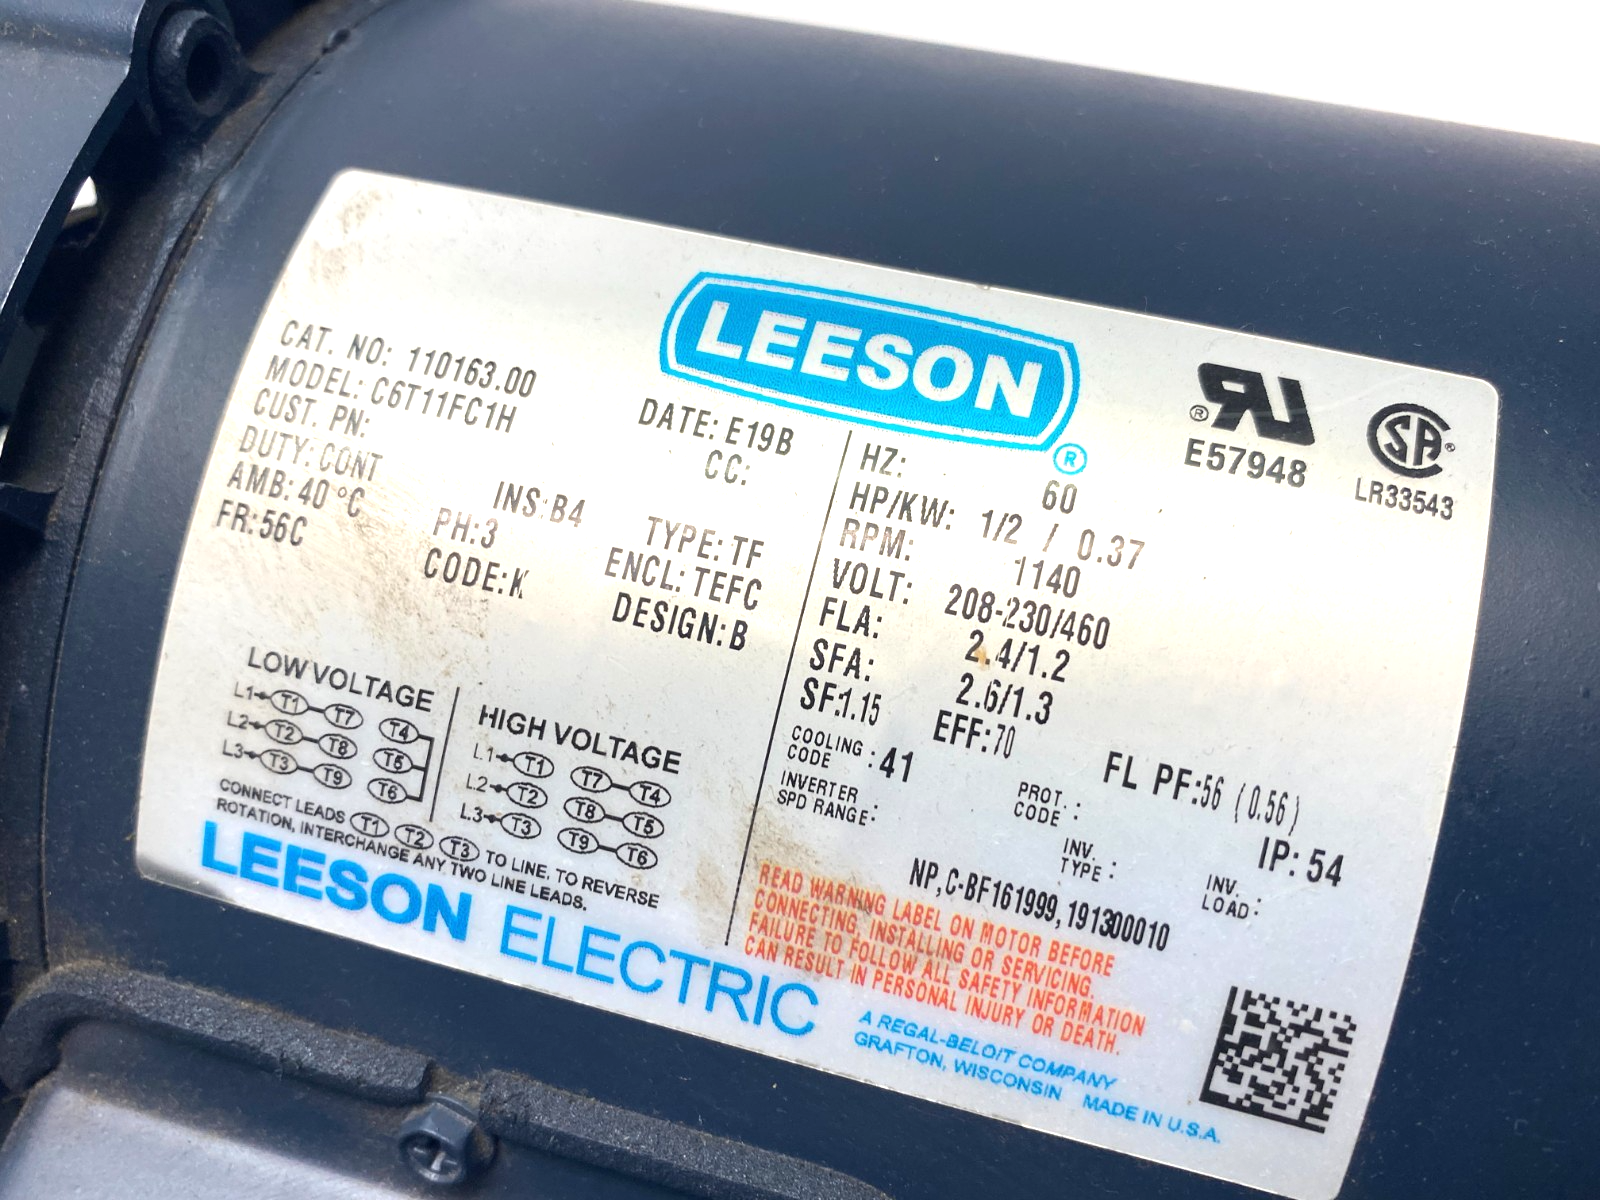 LEESON
®
E57948
LR33543
CAT. NO: 110163.00
MODEL: C6T11FC1H
CUST. PN:
DATE: E19B
CC:
DUTY: CONT
INS: B4
TYPE: TF
AMB: 40 °C
PH: 3
ENCL: TEFC
FR: 56C
CODE: K
DESIGN: B
HZ: 60
HP/KW: 1/2 / 0.37
RPM: 1140
VOLT: 208-230/460
FLA: 2.4/1.2
SFA: 2.6/1.3
SF: 1.15
EFF: 70
FL PF: 56 (0.56)
COOLING CODE : 41
PROT. CODE :
IP: 54
INVERTER SPD RANGE :
INV. TYPE :
INV. LOAD :
NP,C-BF161999,191300010
LOW VOLTAGE
L1 T1 T7 T4
L2 T2 T8 T5
L3 T3 T9 T6
HIGH VOLTAGE
L1 T1 T7 T4
L2 T2 T8 T5
L3 T3 T9 T6
CONNECT LEADS T1 T2 T3 TO LINE. TO REVERSE
ROTATION, INTERCHANGE ANY TWO LINE LEADS.
READ WARNING LABEL ON MOTOR BEFORE
CONNECTING, INSTALLING OR SERVICING.
FAILURE TO FOLLOW ALL SAFETY INFORMATION
CAN RESULT IN PERSONAL INJURY OR DEATH.
LEESON ELECTRIC
A REGAL-BELOIT COMPANY
GRAFTON, WISCONSIN MADE IN U.S.A.